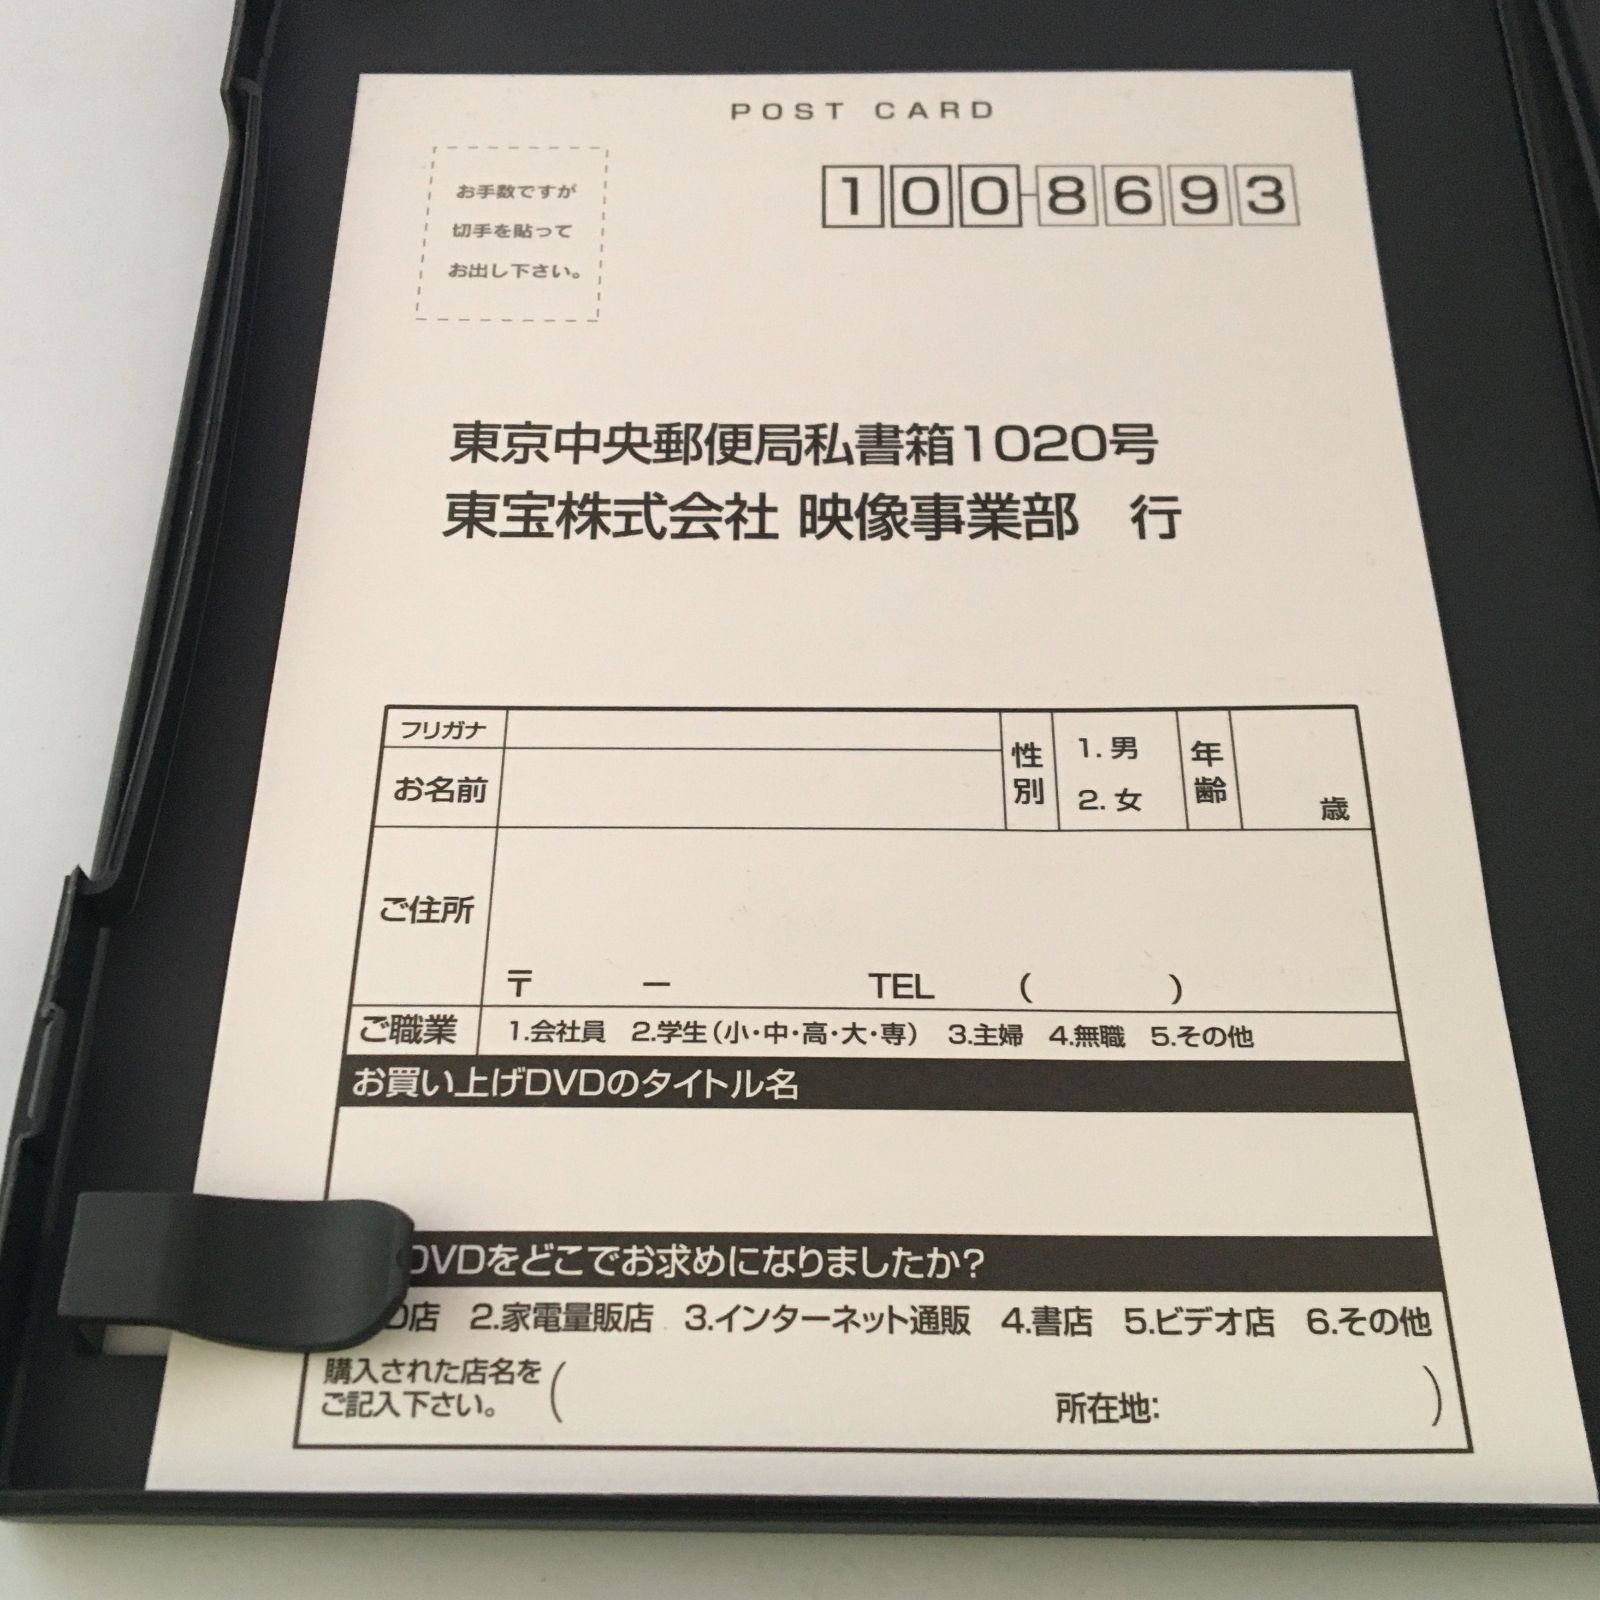 POST CARD
お手数ですが
切手を貼って
お出し下さい。
100-8693
東京中央郵便局私書箱1020号
東宝株式会社 映像事業部 行
フリガナ
お名前
性別
1. 男
2. 女
年齢
歳
ご住所
〒 － TEL ( )
ご職業 1.会社員 2.学生(小・中・高・大・専) 3.主婦 4.無職 5.その他
お買い上げDVDのタイトル名
DVDをどこでお求めになりましたか?
店 2.家電量販店 3.インターネット通販 4.書店 5.ビデオ店 6.その他
購入された店名を
ご記入下さい。 ( 所在地: )